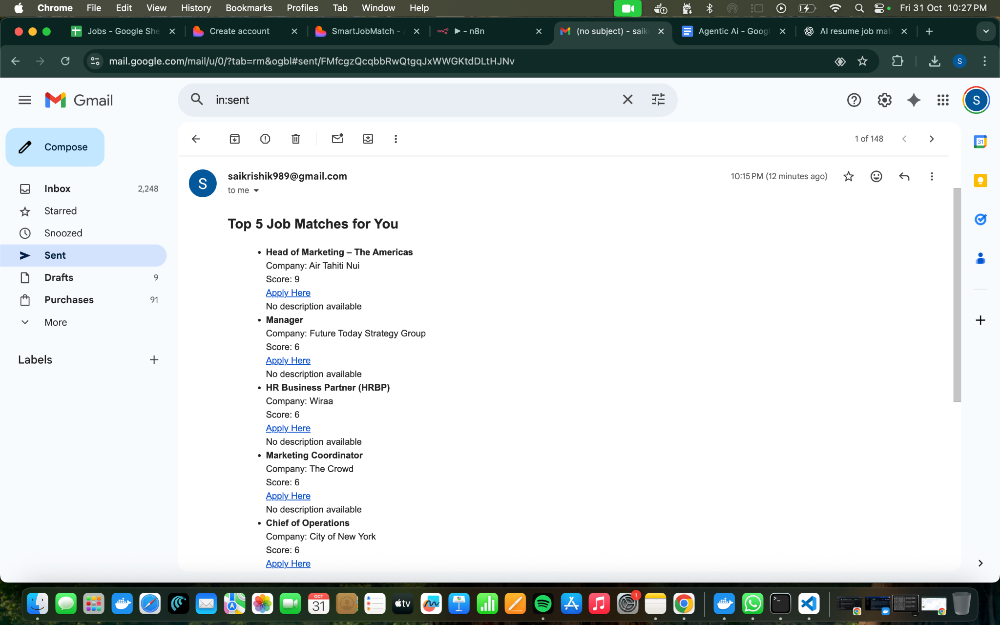 Chrome File Edit View History Bookmarks Profiles Tab Window Help Fri 31 Oct 10:27 PM
Jobs - Google She Create account SmartJobMatch - - n8n (no subject) - saik Agentic Ai - Goog AI resume job mat
mail.google.com/mail/u/0/?tab=rm&ogbl#sent/FMfcgzQcqbbRwQtgqJxWWGKtdDLtHJNv S
Gmail in:sent S
Compose
1 of 148
Inbox 2,248
Starred
Snoozed
Sent
Drafts 9
Purchases 91
More
Labels
S saikrishik989@gmail.com 10:15 PM (12 minutes ago)
to me
Top 5 Job Matches for You
• Head of Marketing – The Americas
Company: Air Tahiti Nui
Score: 9
Apply Here
No description available
• Manager
Company: Future Today Strategy Group
Score: 6
Apply Here
No description available
• HR Business Partner (HRBP)
Company: Wiraa
Score: 6
Apply Here
No description available
• Marketing Coordinator
Company: The Crowd
Score: 6
Apply Here
No description available
• Chief of Operations
Company: City of New York
Score: 6
Apply Here
31
OCT
31
tv
1